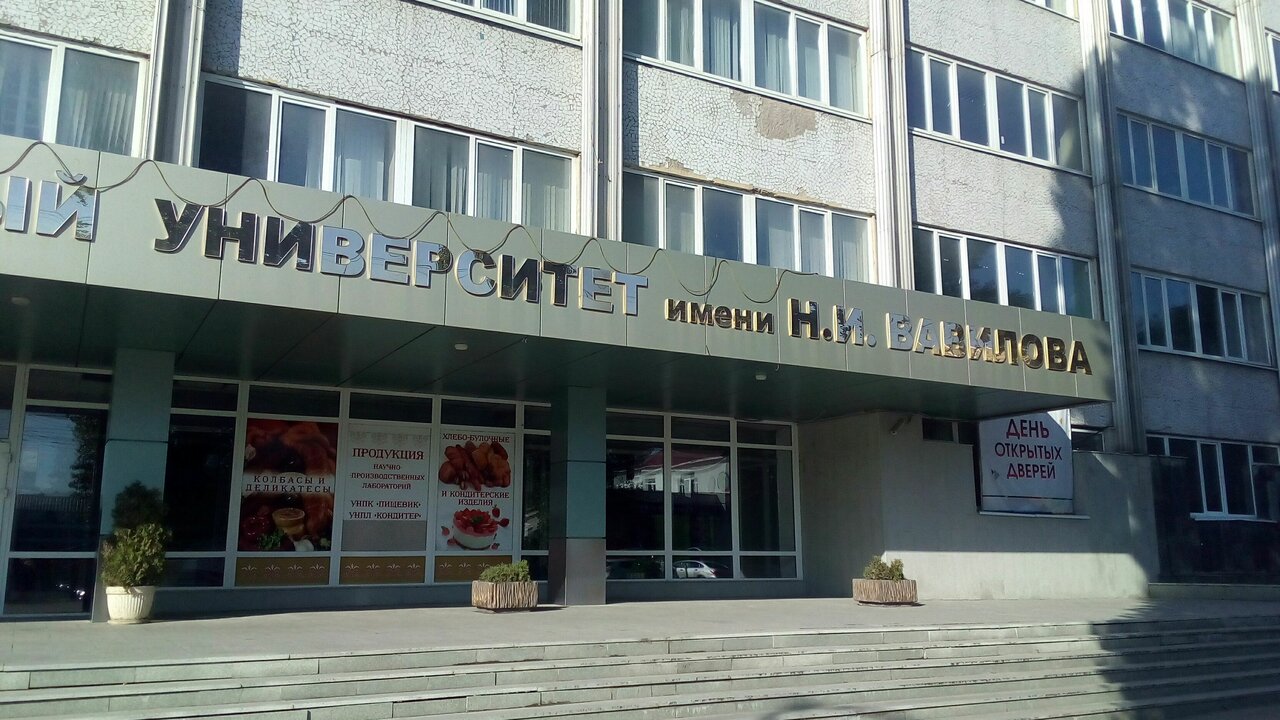 ЫЙ УНИВЕРСИТЕТ имени Н.И. ВАВИЛОВА
КОЛБАСЫ И
ДЕЛИКАТЕСЫ
ПРОДУКЦИЯ
НАУЧНО-
ПРОИЗВОДСТВЕННЫХ
ЛАБОРАТОРИЙ
УНПК «ПИЩЕВИК»
УНПЛ «КОНДИТЕР»
ХЛЕБО-БУЛОЧНЫЕ
И КОНДИТЕРСКИЕ
ИЗДЕЛИЯ
ДЕНЬ
ОТКРЫТЫХ
ДВЕРЕЙ